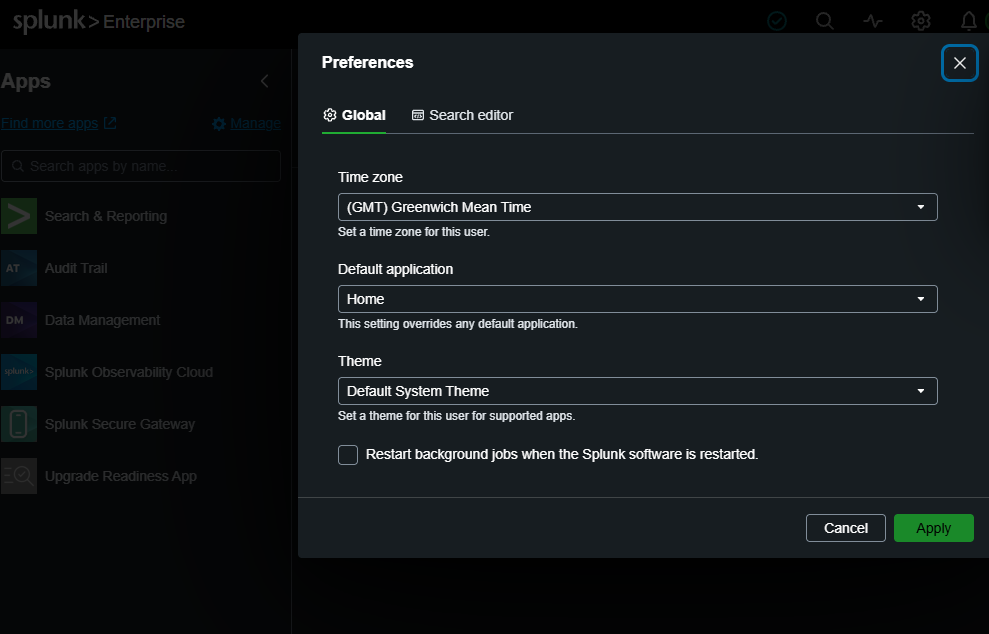 splunk>Enterprise
Preferences
Apps
Global
Search editor
Find more apps
Manage
Search apps by name...
Time zone
(GMT) Greenwich Mean Time
Set a time zone for this user.
Search & Reporting
AT
Audit Trail
Default application
Home
This setting overrides any default application.
DM
Data Management
splunk>
Splunk Observability Cloud
Theme
Default System Theme
Set a theme for this user for supported apps.
Splunk Secure Gateway
Restart background jobs when the Splunk software is restarted.
Upgrade Readiness App
Cancel
Apply